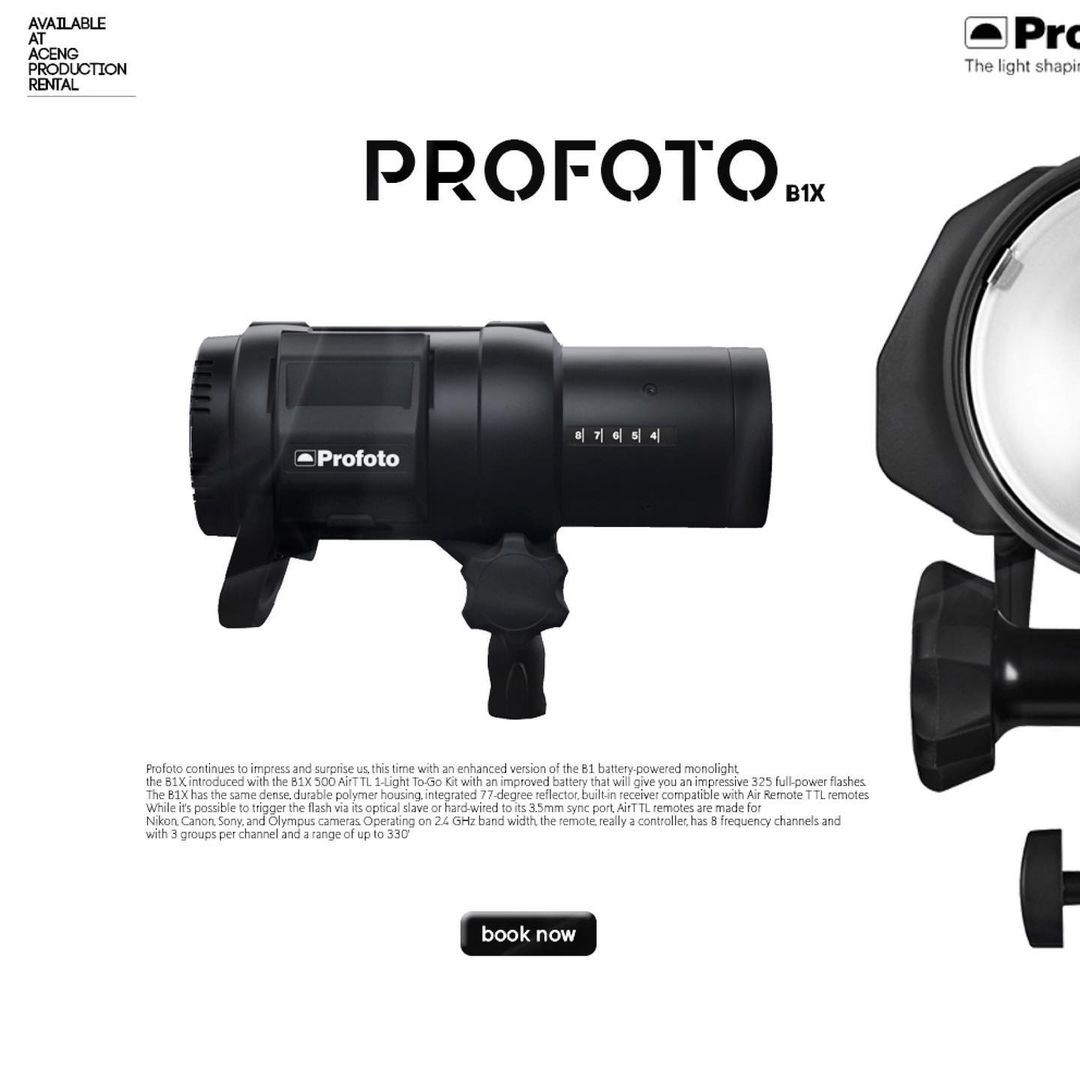 AVAILABLE
AT
ACENG
PRODUCTION
RENTAL
Pro
The light shapin
PROFOTO B1X
8| 7| 6| 5| 4|
Profoto
Profoto continues to impress and surprise us, this time with an enhanced version of the B1 battery-powered monolight,
the B1X, introduced with the B1X 500 AirTTL 1-Light To-Go Kit with an improved battery that will give you an impressive 325 full-power flashes.
The B1X has the same dense, durable polymer housing, integrated 77-degree reflector, built-in receiver compatible with Air Remote TTL remotes
While it's possible to trigger the flash via its optical slave or hard-wired to its 3.5mm sync port, AirTTL remotes are made for
Nikon, Canon, Sony, and Olympus cameras. Operating on 2.4 GHz band width, the remote, really a controller, has 8 frequency channels and
with 3 groups per channel and a range of up to 330'
book now